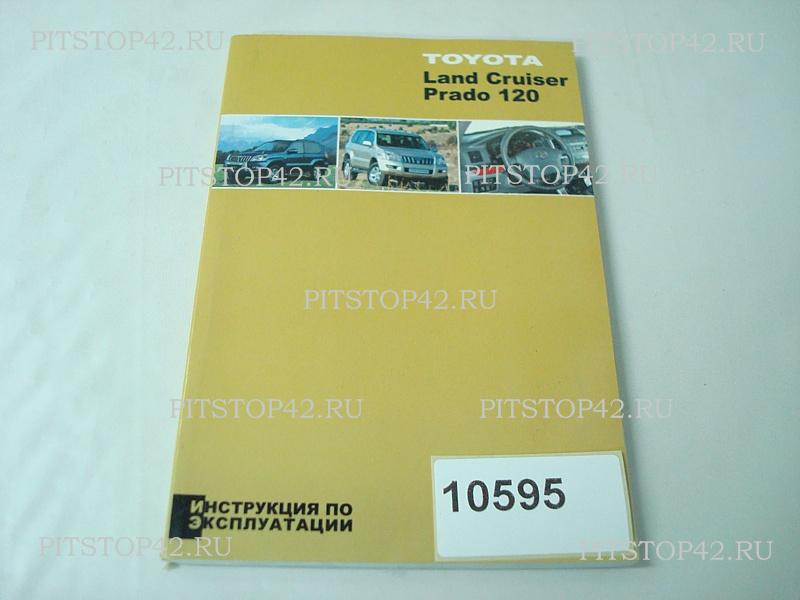 PITSTOP42.RU
PITSTOP42.RU
TOYOTA
Land Cruiser
Prado 120
PITSTOP42.RU
PITSTOP42.RU
PITSTOP42.RU
PITSTOP42.RU
PITSTOP42.RU
10595
ИНСТРУКЦИЯ ПО
ЭКСПЛУАТАЦИИ
PITSTOP42.RU
PITSTOP42.RU